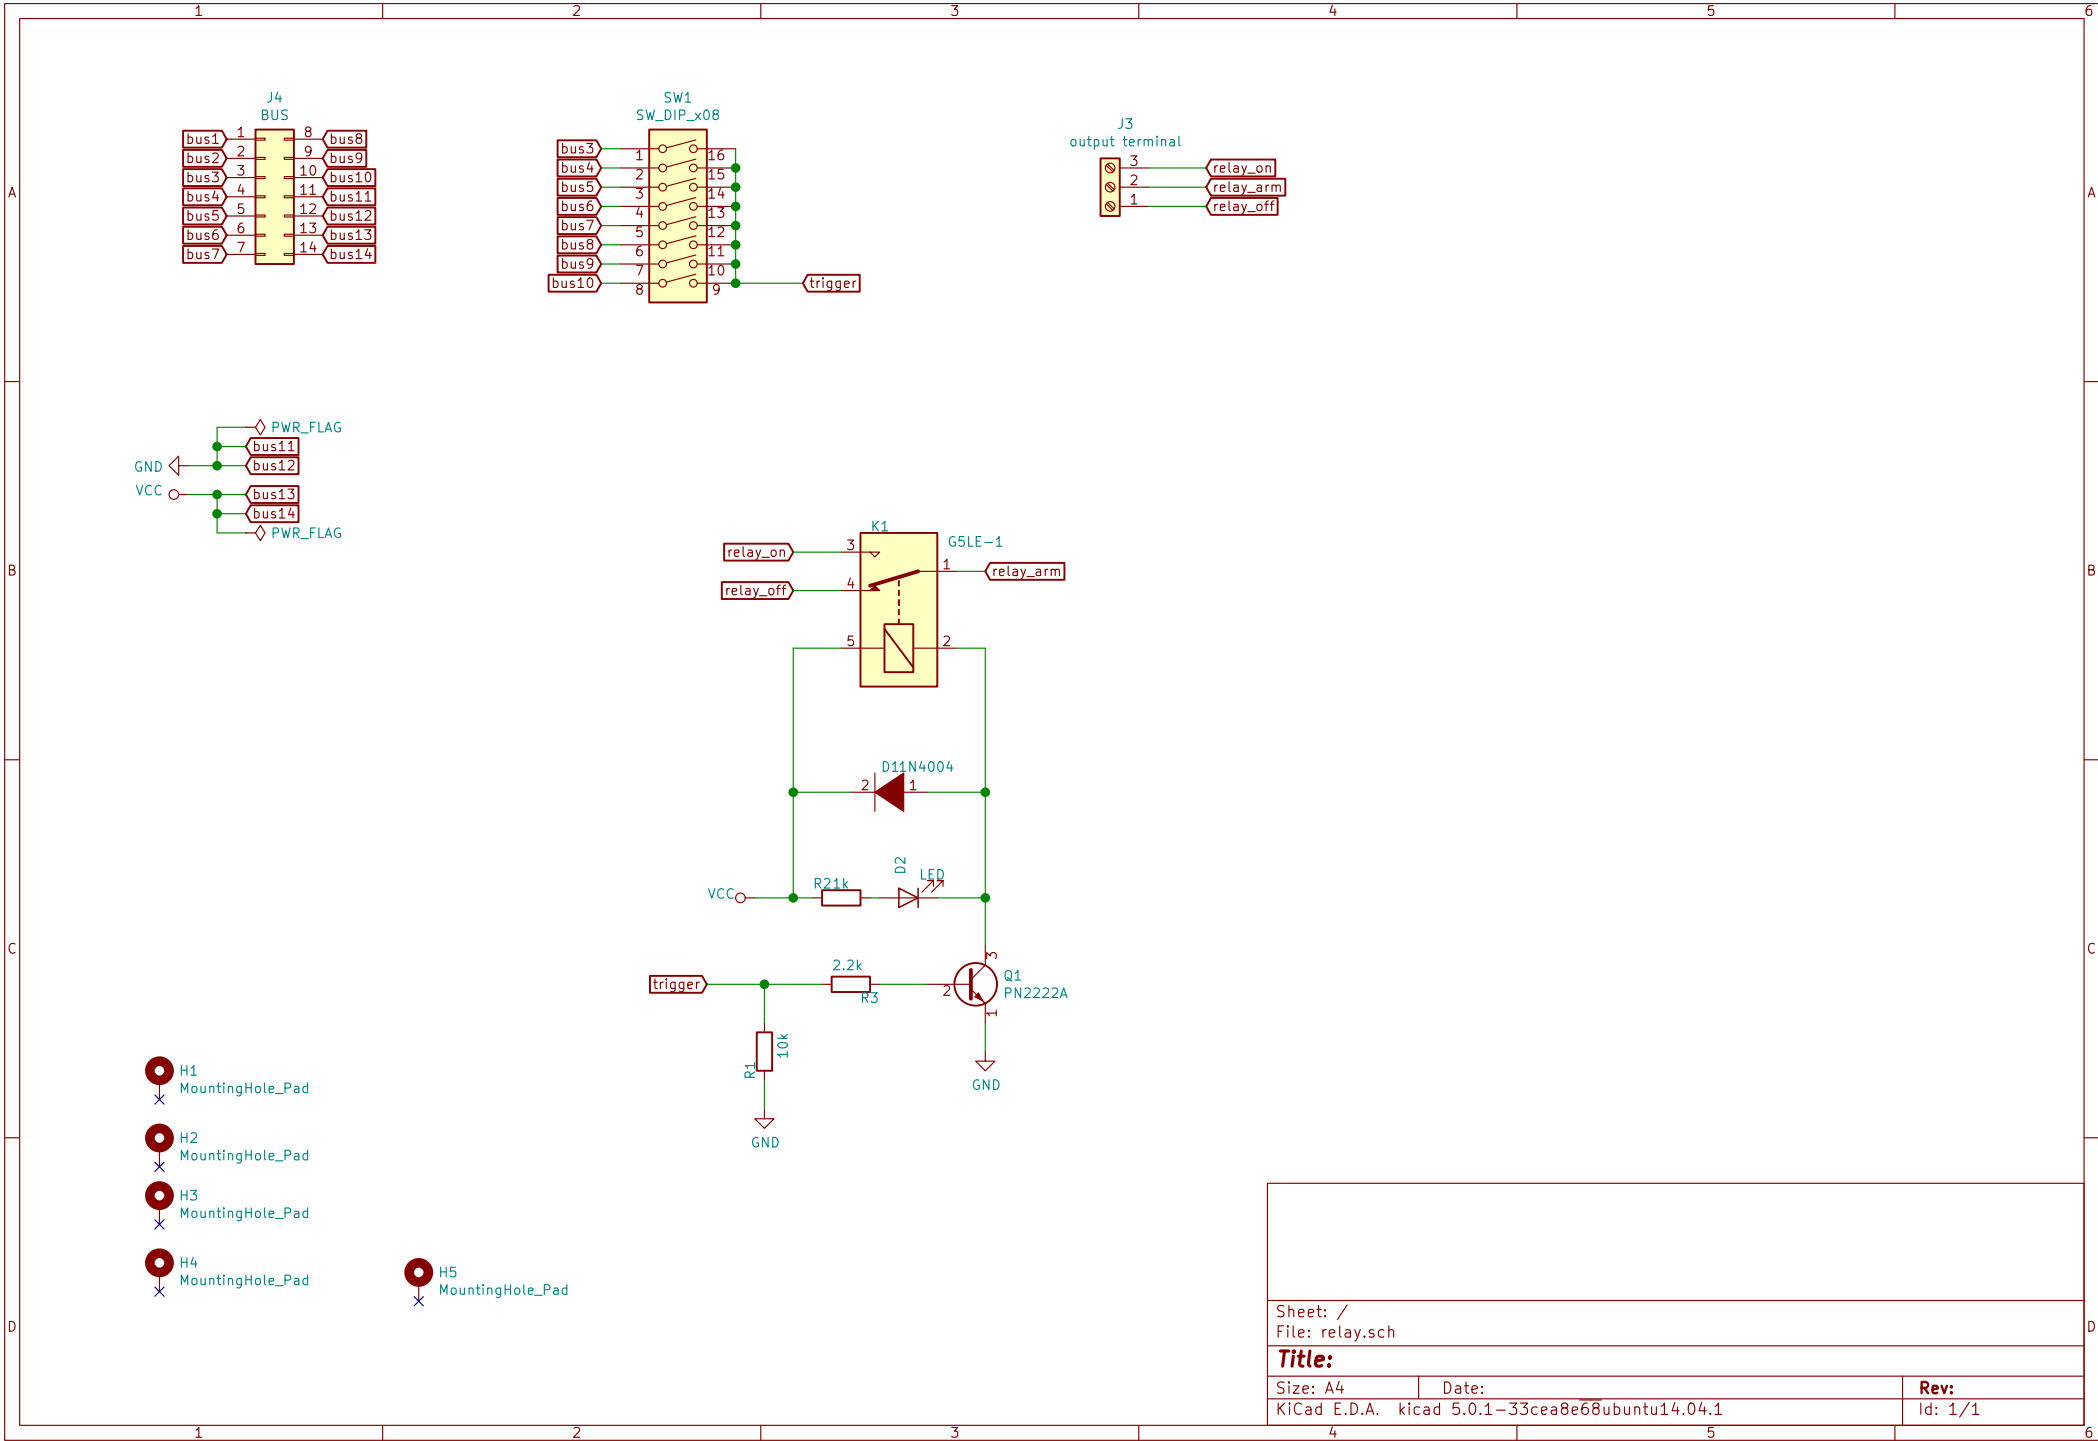 1 2 3 4 5 6
A
B
C
D
A
B
C
D
J4
BUS
bus1 1 8 bus8
bus2 2 9 bus9
bus3 3 10 bus10
bus4 4 11 bus11
bus5 5 12 bus12
bus6 6 13 bus13
bus7 7 14 bus14
SW1
SW_DIP_x08
bus3 1 16
bus4 2 15
bus5 3 14
bus6 4 13
bus7 5 12
bus8 6 11
bus9 7 10
bus10 8 9 trigger
J3
output terminal
3 relay_on
2 relay_arm
1 relay_off
PWR_FLAG
bus11
GND bus12
VCC bus13
bus14
PWR_FLAG
K1
G5LE-1
relay_on 3
1 relay_arm
relay_off 4
5 2
D11N4004
2 1
D2
LED
R21k
VCC
2.2k
trigger
R3
2
3
1
Q1
PN2222A
GND
10k
R1
GND
H1
MountingHole_Pad
H2
MountingHole_Pad
H3
MountingHole_Pad
H4
MountingHole_Pad
H5
MountingHole_Pad
Sheet: /
File: relay.sch
Title:
Size: A4 Date: Rev:
KiCad E.D.A. kicad 5.0.1-33cea8e68ubuntu14.04.1 Id: 1/1
1 2 3 4 5 6